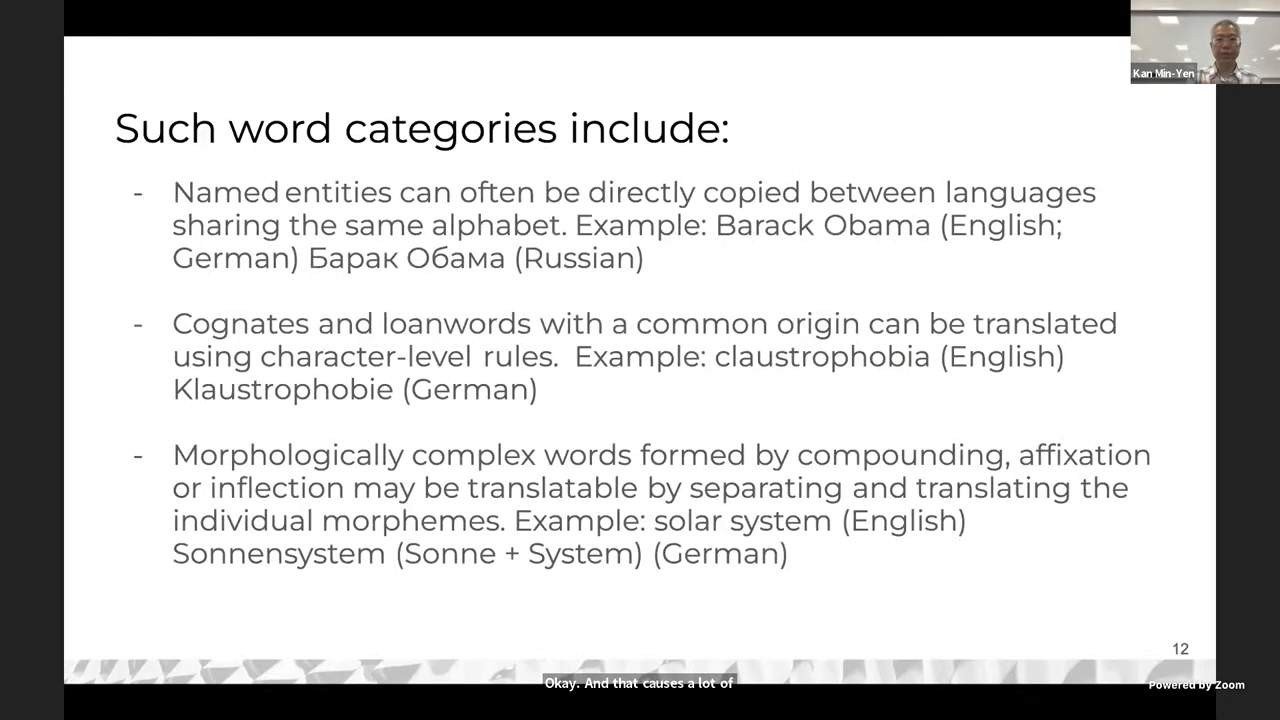 Kan Min-Yen
Such word categories include:
- Named entities can often be directly copied between languages
sharing the same alphabet. Example: Barack Obama (English;
German) Барак Обама (Russian)
- Cognates and loanwords with a common origin can be translated
using character-level rules. Example: claustrophobia (English)
Klaustrophobie (German)
- Morphologically complex words formed by compounding, affixation
or inflection may be translatable by separating and translating the
individual morphemes. Example: solar system (English)
Sonnensystem (Sonne + System) (German)
12
Okay. And that causes a lot of
Powered by Zoom